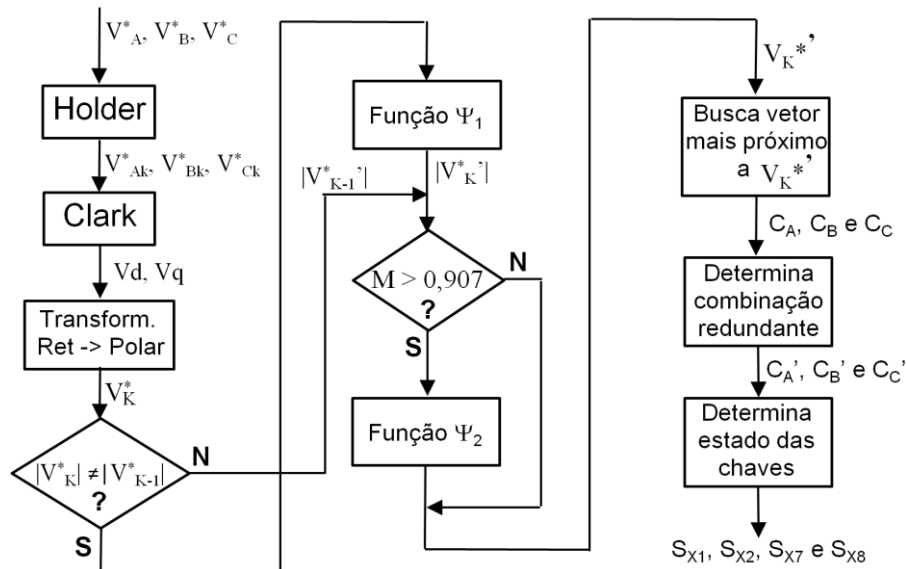 V*A, V*B, V*C
Holder
V*Ak, V*Bk, V*Ck
Clark
Vd, Vq
Transform.
Ret -> Polar
V*K
|V*K| ≠ |V*K-1|
?
N
S
Função Ψ1
|V*K-1'|
|V*K'|
M > 0,907
?
N
S
Função Ψ2
VK*'
Busca vetor
mais próximo
a VK*'
CA, CB e CC
Determina
combinação
redundante
CA', CB' e CC'
Determina
estado das
chaves
SX1, SX2, SX7 e SX8